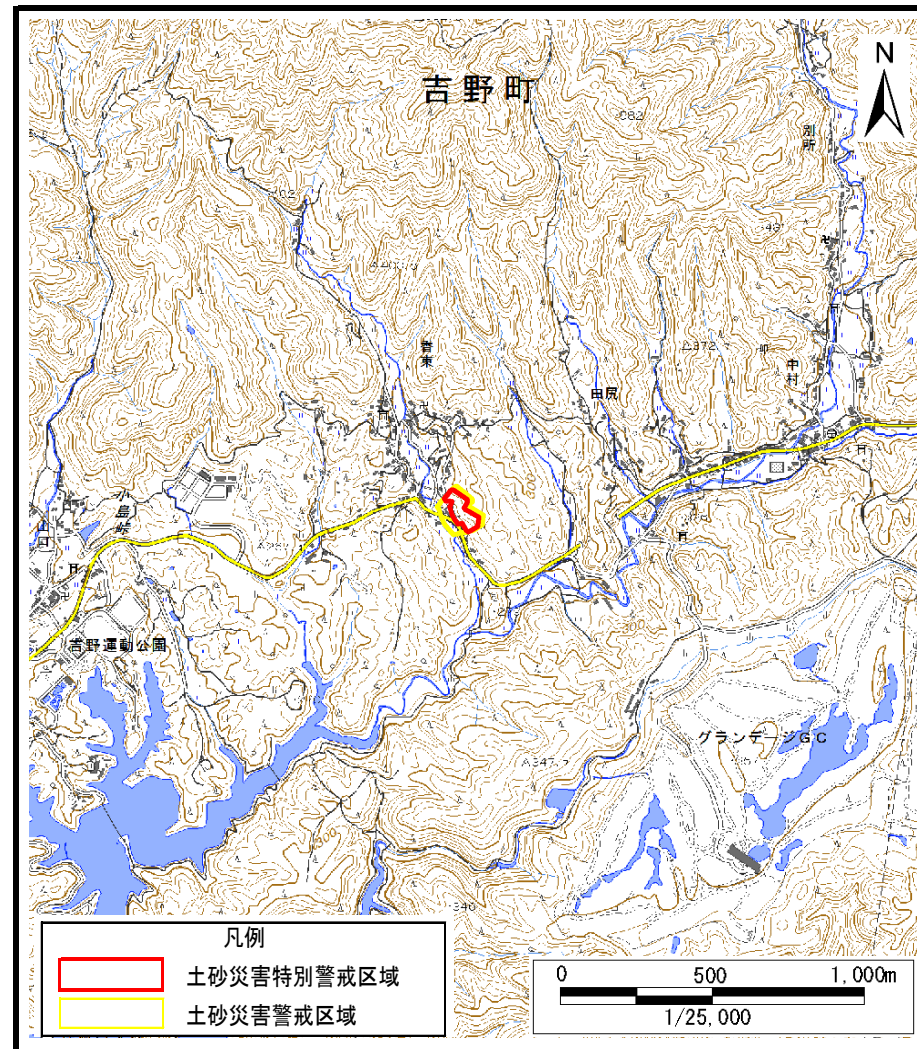 吉野町
N
別所
香束
田尻
中村
小島峠
山口
吉野運動公園
グランデージGC
凡例
土砂災害特別警戒区域
土砂災害警戒区域
0 500 1,000m
1/25,000